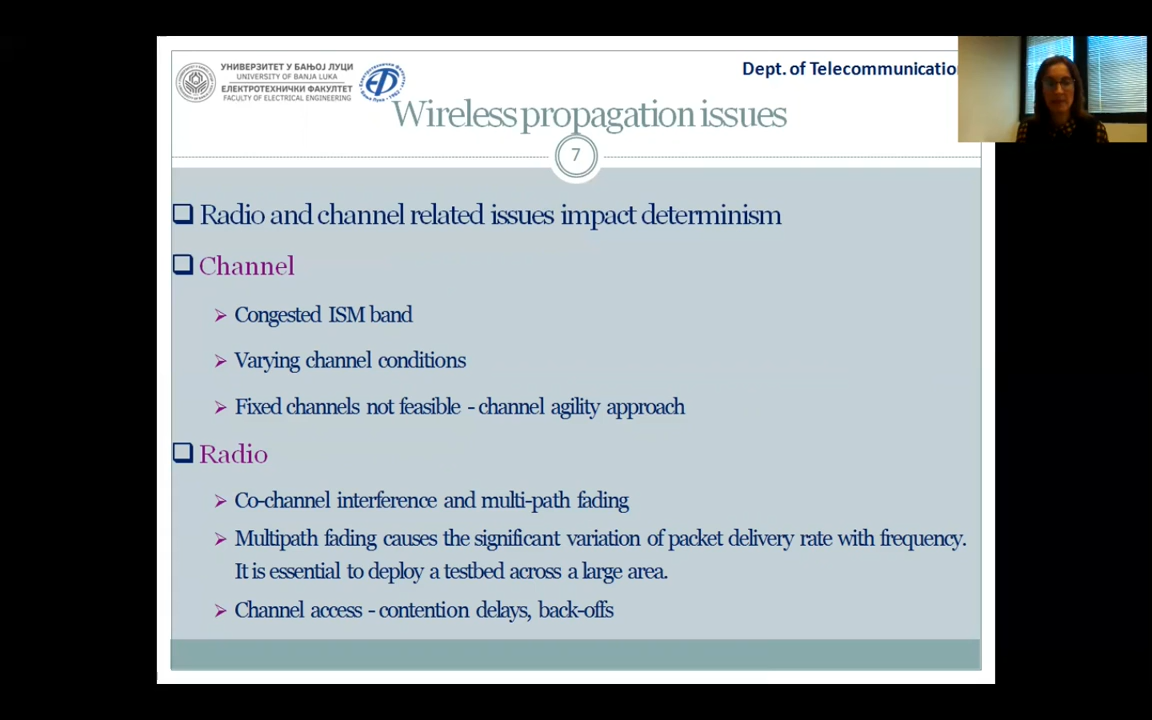 УНИВЕРЗИТЕТ У БАЊОЈ ЛУЦИ
UNIVERSITY OF BANJA LUKA
ЕЛЕКТРОТЕХНИЧКИ ФАКУЛТЕТ
FACULTY OF ELECTRICAL ENGINEERING
Dept. of Telecommunicatio
Wireless propagation issues
7
Radio and channel related issues impact determinism
Channel
Congested ISM band
Varying channel conditions
Fixed channels not feasible - channel agility approach
Radio
Co-channel interference and multi-path fading
Multipath fading causes the significant variation of packet delivery rate with frequency.
It is essential to deploy a testbed across a large area.
Channel access - contention delays, back-offs